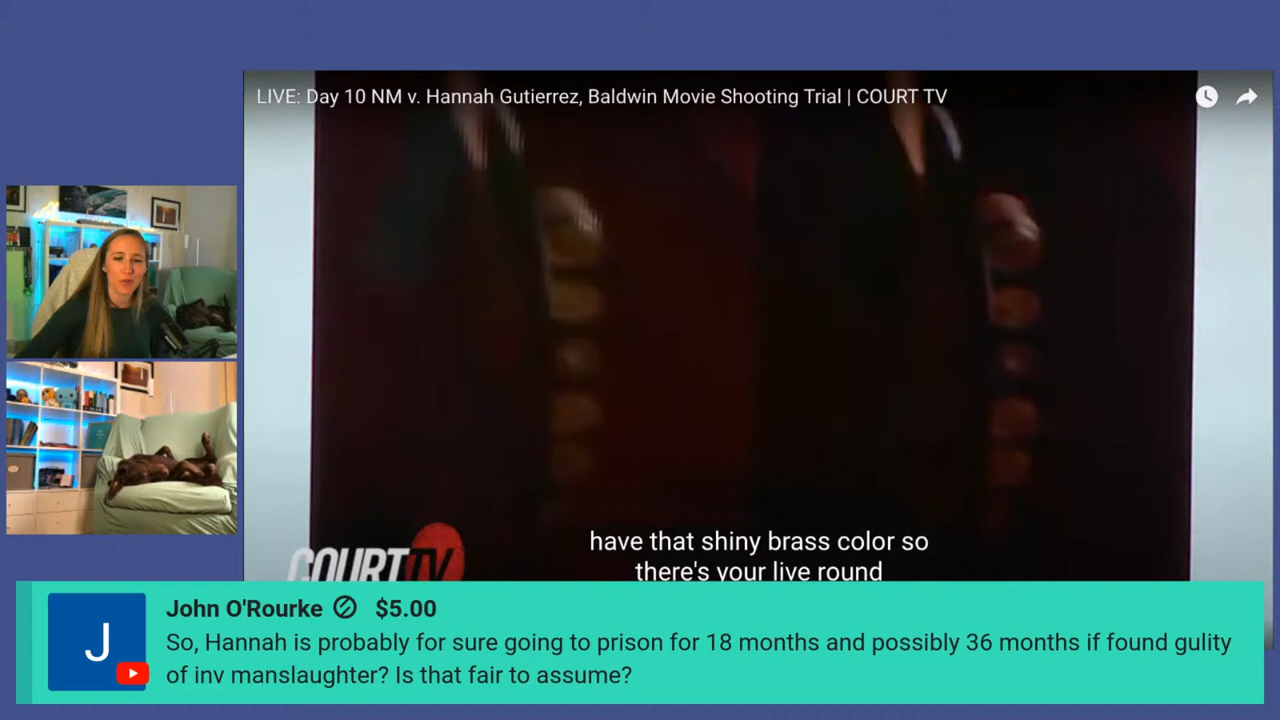 LIVE: Day 10 NM v. Hannah Gutierrez, Baldwin Movie Shooting Trial | COURT TV
have that shiny brass color so
there's your live round
COURT TV
J
John O'Rourke $5.00
So, Hannah is probably for sure going to prison for 18 months and possibly 36 months if found gulity
of inv manslaughter? Is that fair to assume?